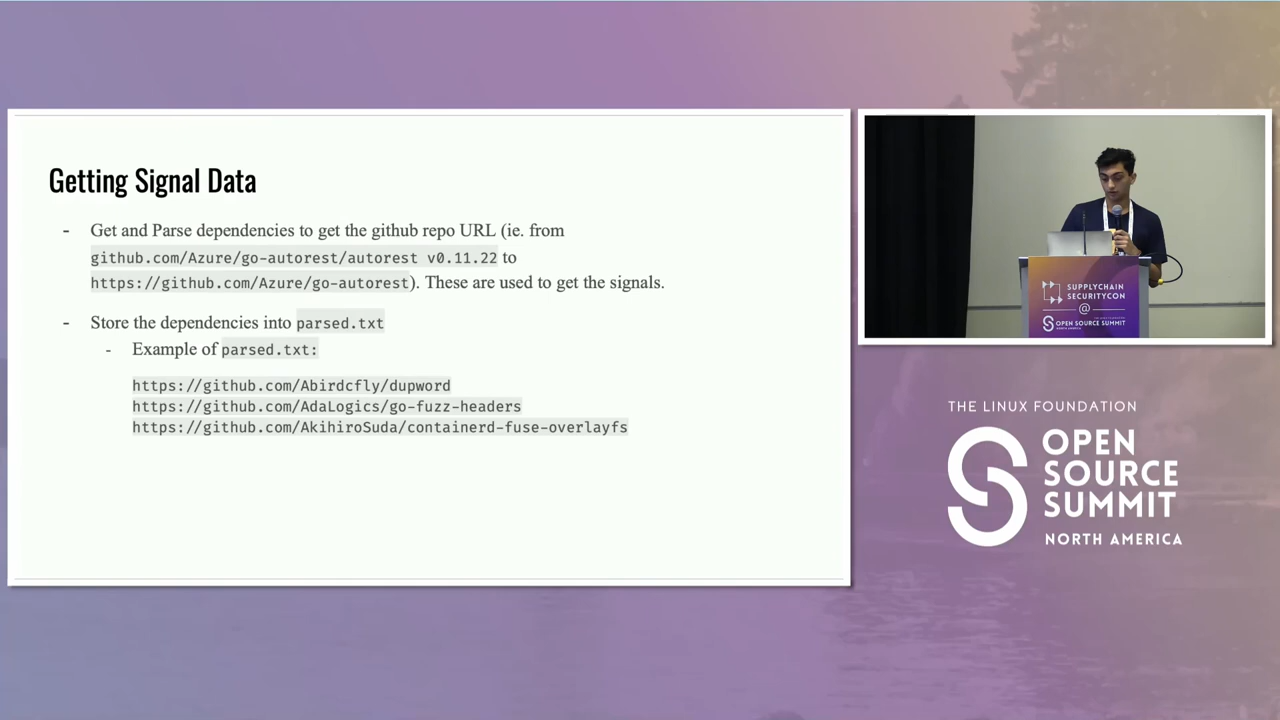 Getting Signal Data
- Get and Parse dependencies to get the github repo URL (ie. from
github.com/Azure/go-autorest/autorest v0.11.22 to
https://github.com/Azure/go-autorest). These are used to get the signals.
- Store the dependencies into parsed.txt
- Example of parsed.txt:
https://github.com/Abirdcfly/dupword
https://github.com/AdaLogics/go-fuzz-headers
https://github.com/AkihiroSuda/containerd-fuse-overlayfs
SUPPLYCHAIN
SECURITYCON
@
OPEN SOURCE SUMMIT
THE LINUX FOUNDATION
OPEN
SOURCE
SUMMIT
NORTH AMERICA